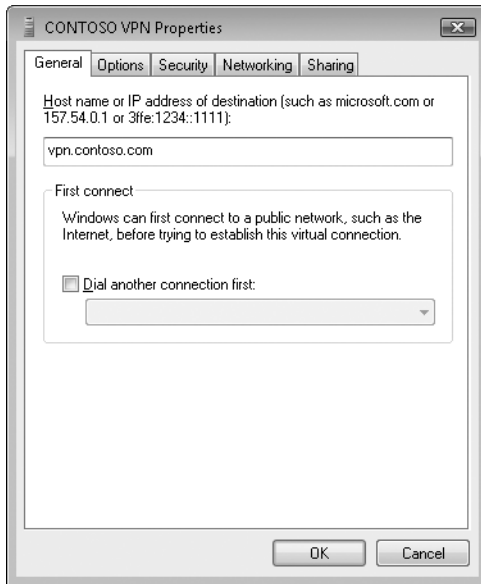 CONTOSO VPN Properties
General Options Security Networking Sharing
Host name or IP address of destination (such as microsoft.com or
157.54.0.1 or 3ffe:1234::1111):
vpn.contoso.com
First connect
Windows can first connect to a public network, such as the
Internet, before trying to establish this virtual connection.
Dial another connection first:
OK Cancel